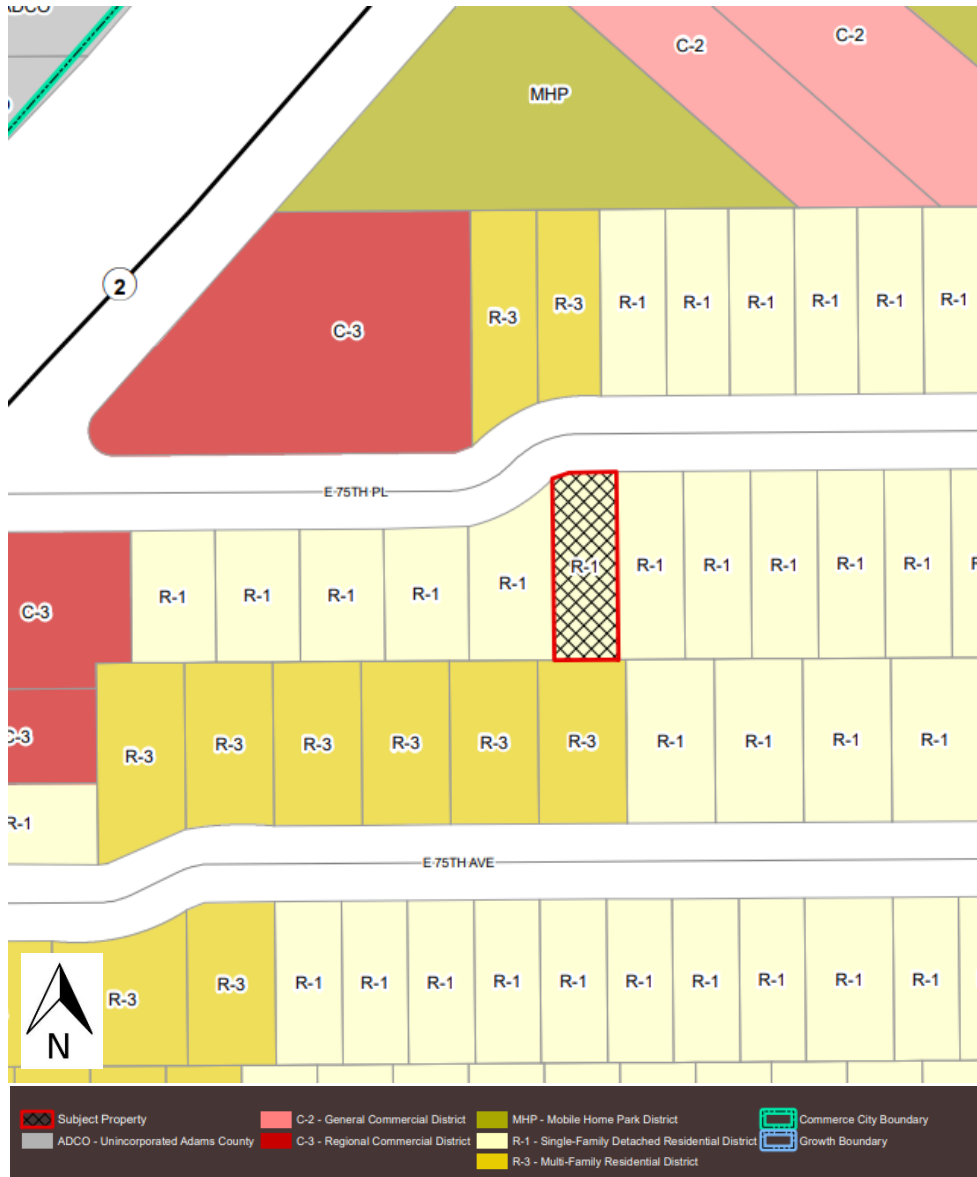 ADCO
C-2
C-2
MHP
2
C-3
R-3
R-3
R-1
R-1
R-1
R-1
R-1
R-1
E 75TH PL
C-3
R-1
R-1
R-1
R-1
R-1
R-1
R-1
R-1
R-1
R-1
R-1
C-3
R-3
R-3
R-3
R-3
R-3
R-3
R-1
R-1
R-1
R-1
R-1
E 75TH AVE
R-3
R-3
R-1
R-1
R-1
R-1
R-1
R-1
R-1
R-1
R-1
R-1
N
Subject Property
C-2 - General Commercial District
MHP - Mobile Home Park District
Commerce City Boundary
ADCO - Unincorporated Adams County
C-3 - Regional Commercial District
R-1 - Single-Family Detached Residential District
Growth Boundary
R-3 - Multi-Family Residential District